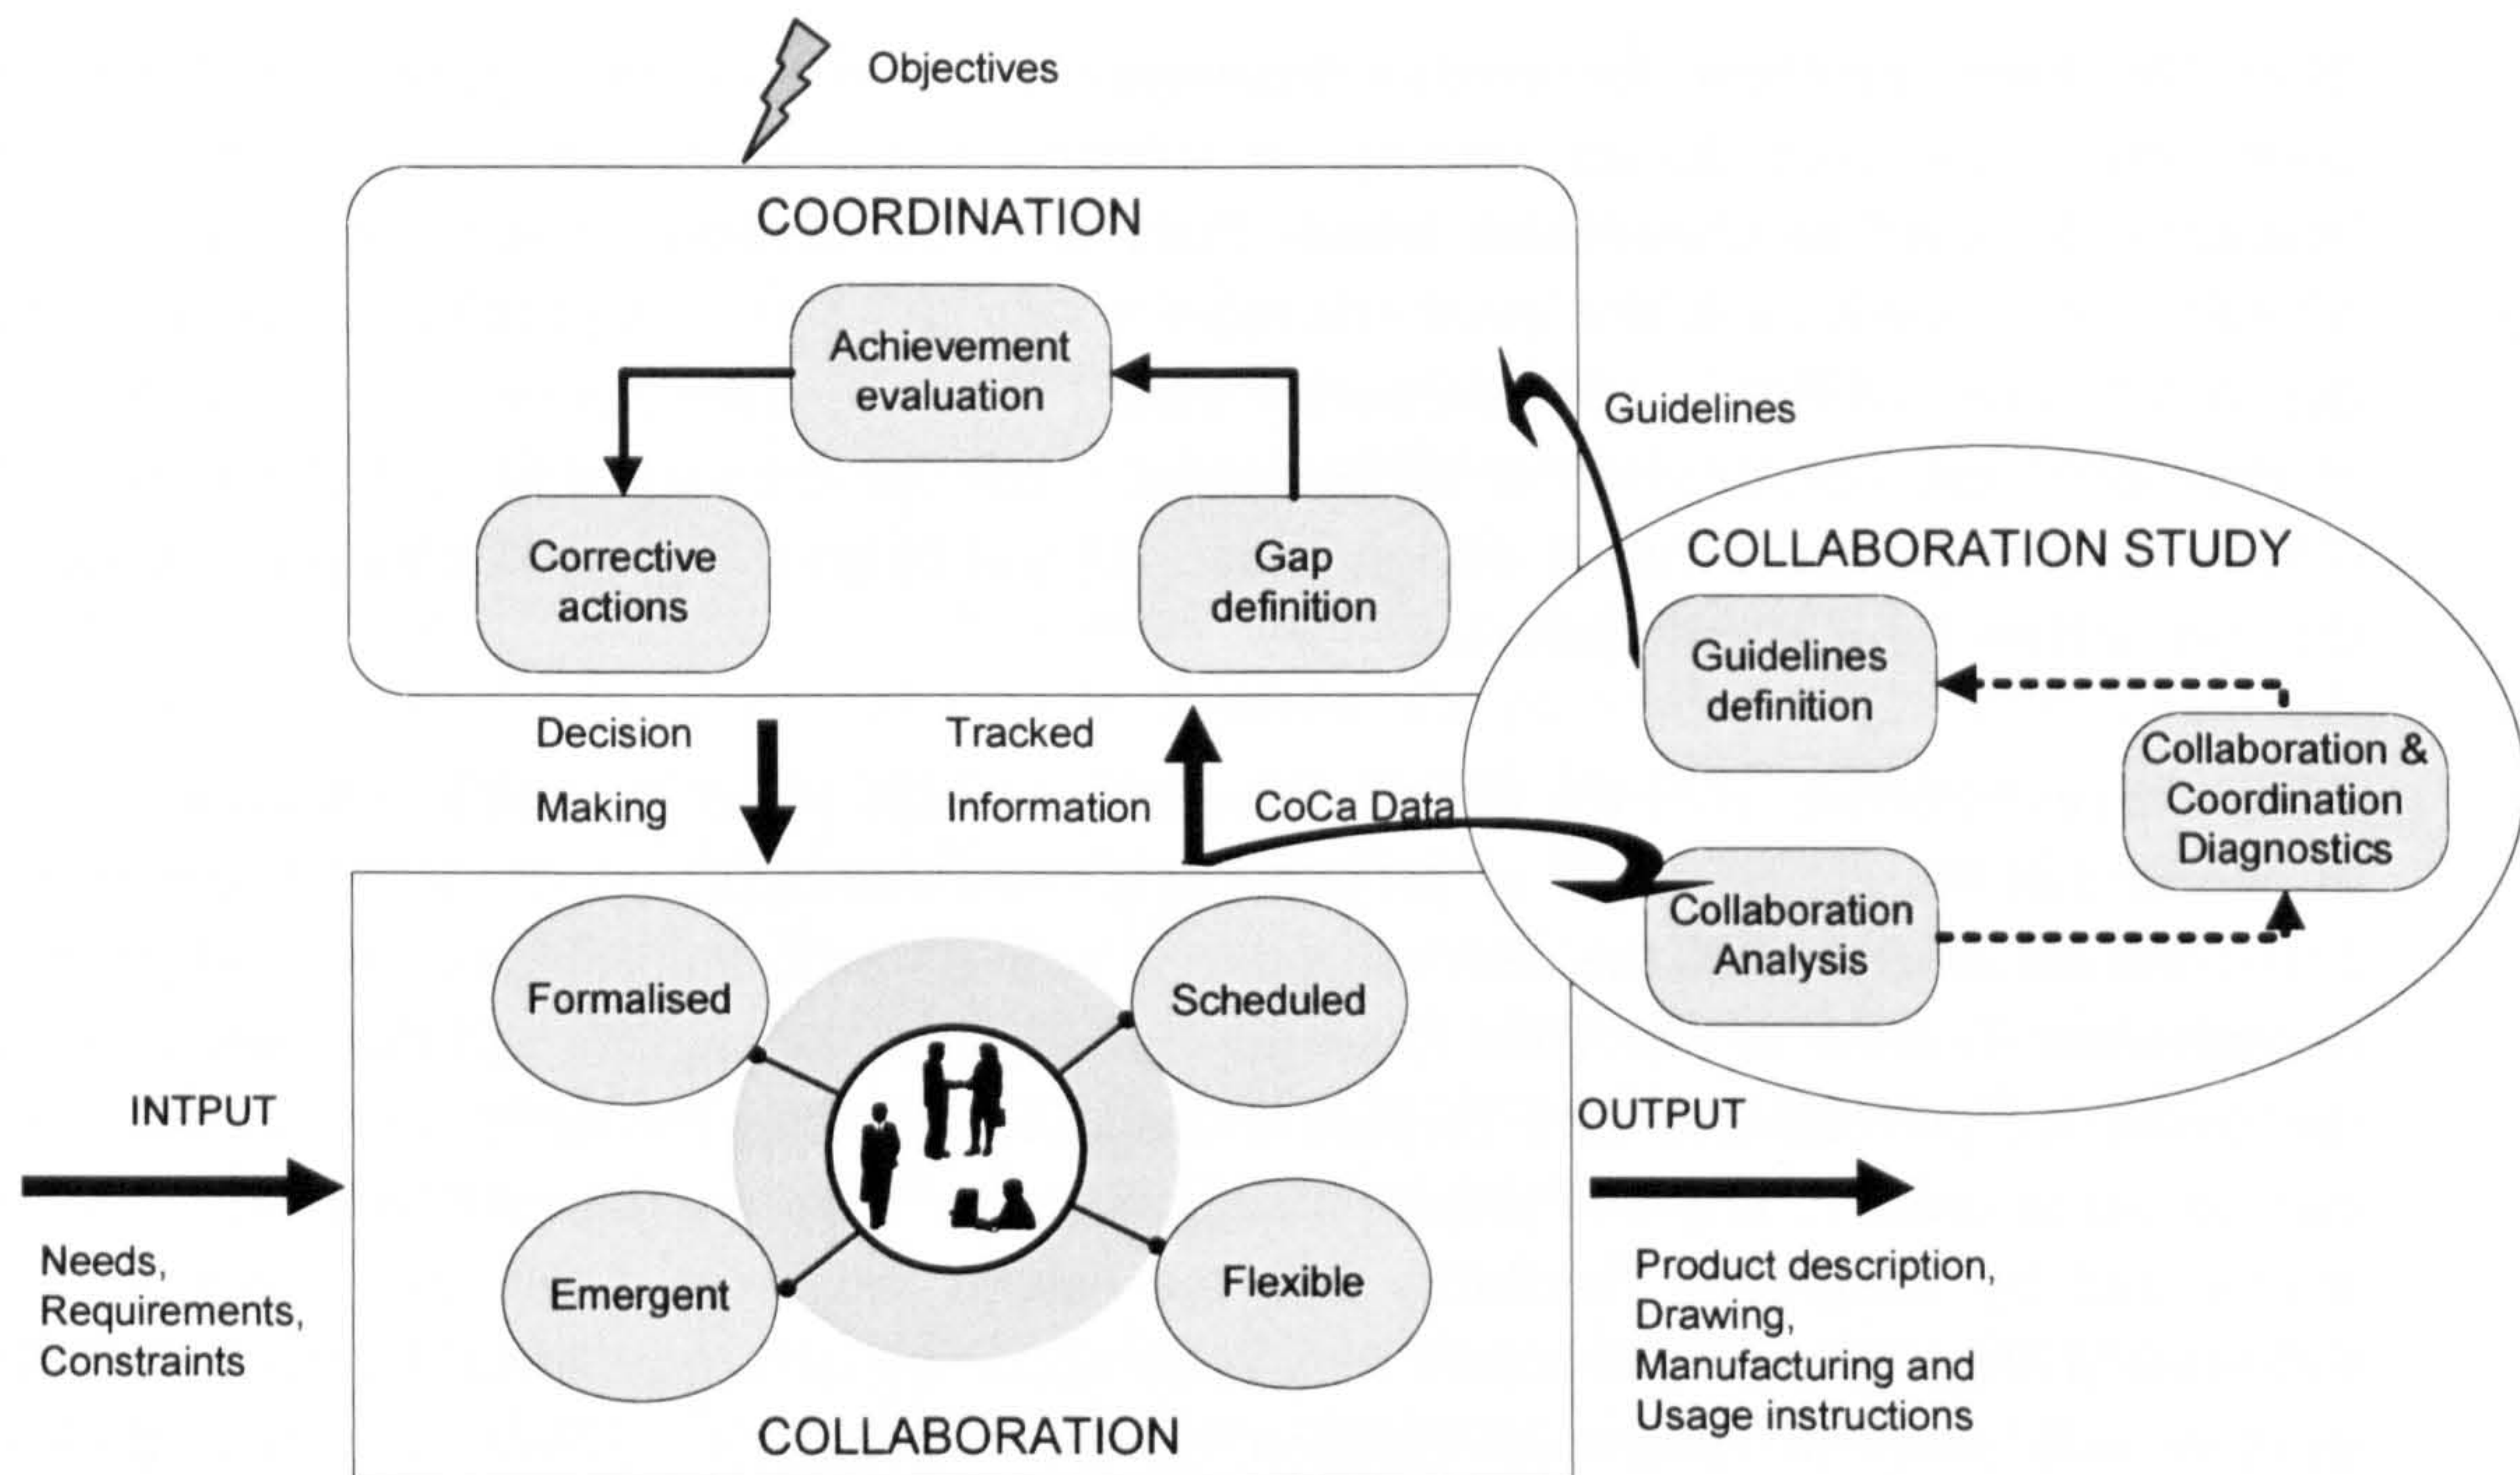 Objectives
COORDINATION
Achievement
evaluation
Corrective
actions
Gap
definition
Guidelines
COLLABORATION STUDY
Guidelines
definition
Collaboration &
Coordination
Diagnostics
Collaboration
Analysis
Decision
Making
Tracked
Information
CoCa Data
Formalised
Scheduled
Emergent
Flexible
COLLABORATION
INTPUT
Needs,
Requirements,
Constraints
OUTPUT
Product description,
Drawing,
Manufacturing and
Usage instructions